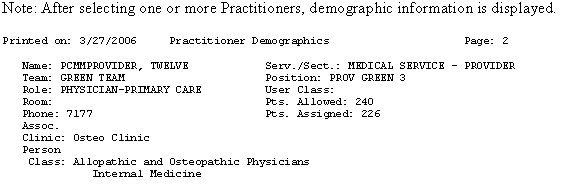 Note: After selecting one or more Practitioners, demographic information is displayed.
Printed on: 3/27/2006 Practitioner Demographics Page: 2
Name: PCMMPROVIDER, TWELVE Serv./Sect.: MEDICAL SERVICE - PROVIDER
Team: GREEN TEAM Position: PROV GREEN 3
Role: PHYSICIAN-PRIMARY CARE User Class:
Room: Pts. Allowed: 240
Phone: 7177 Pts. Assigned: 226
Assoc.
Clinic: Osteo Clinic
Person
Class: Allopathic and Osteopathic Physicians
Internal Medicine